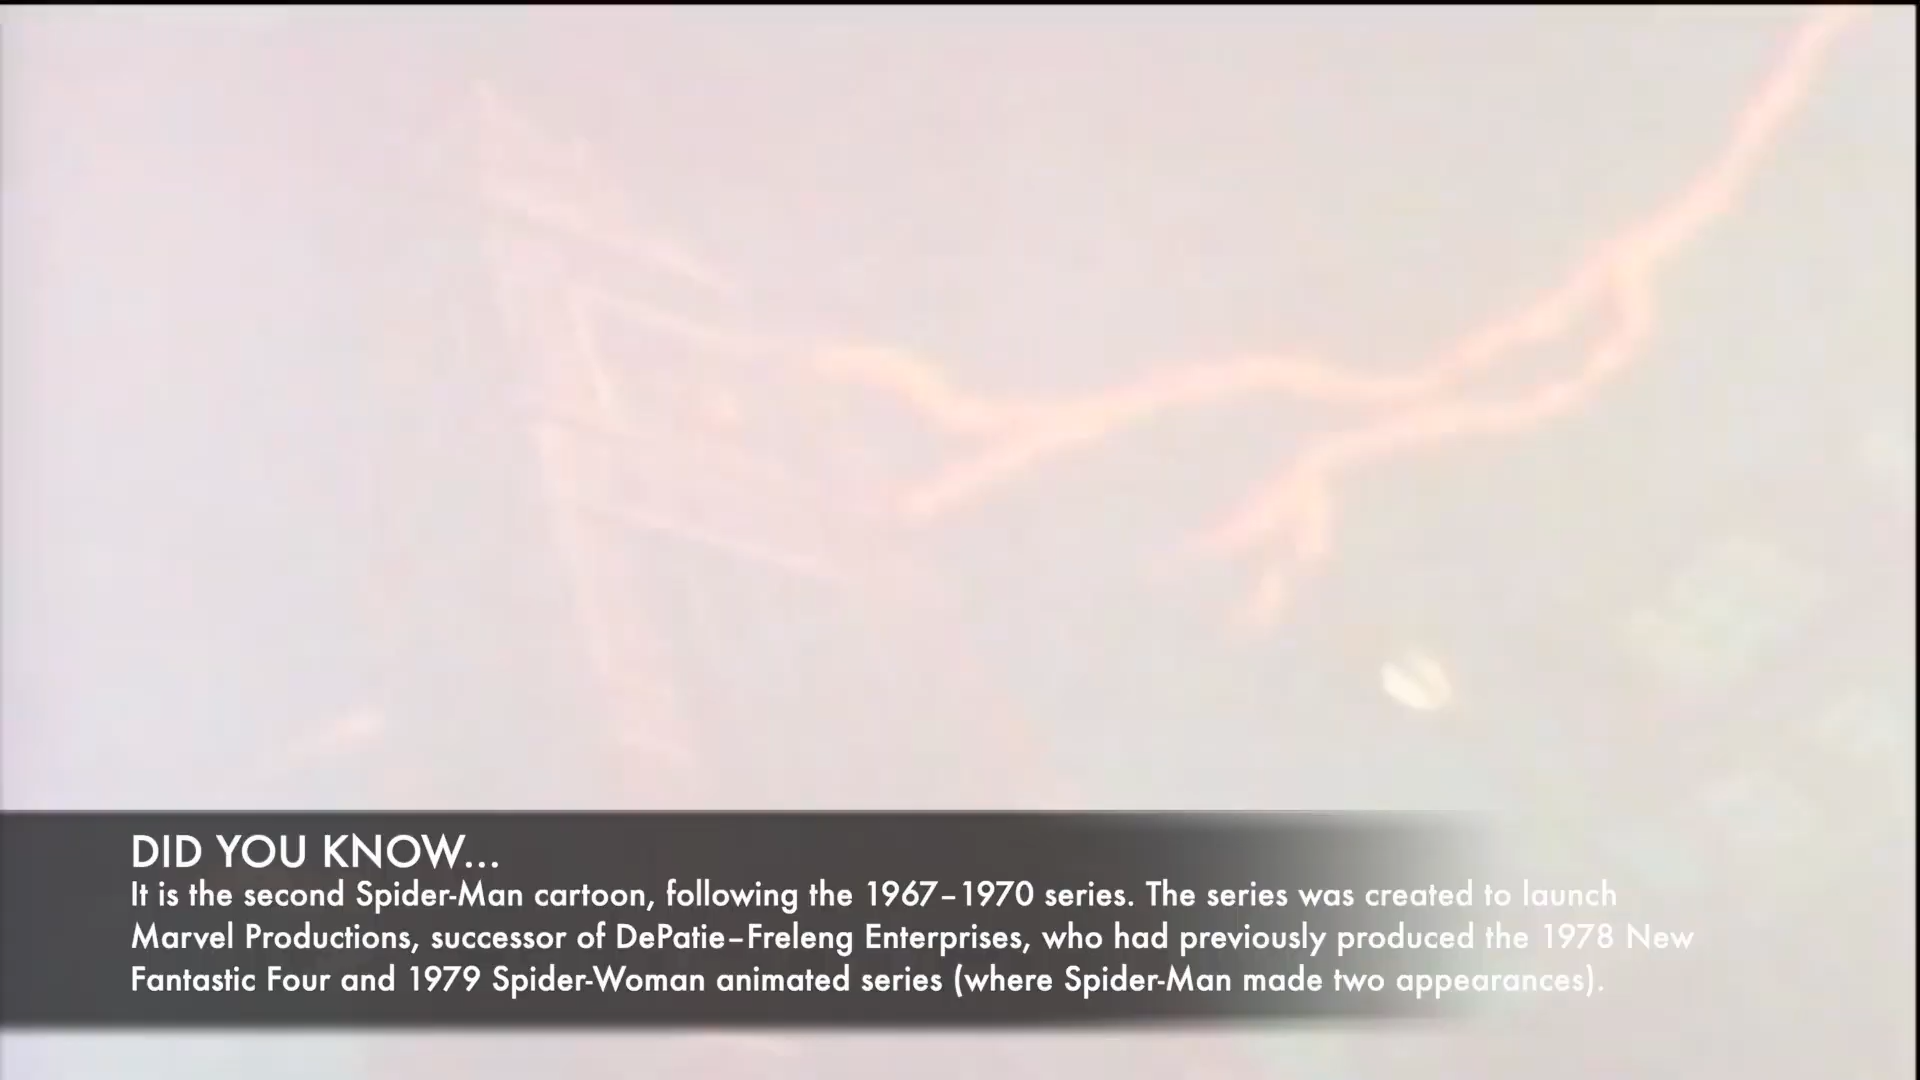 DID YOU KNOW...
It is the second Spider-Man cartoon, following the 1967–1970 series. The series was created to launch
Marvel Productions, successor of DePatie–Freleng Enterprises, who had previously produced the 1978 New
Fantastic Four and 1979 Spider-Woman animated series (where Spider-Man made two appearances).